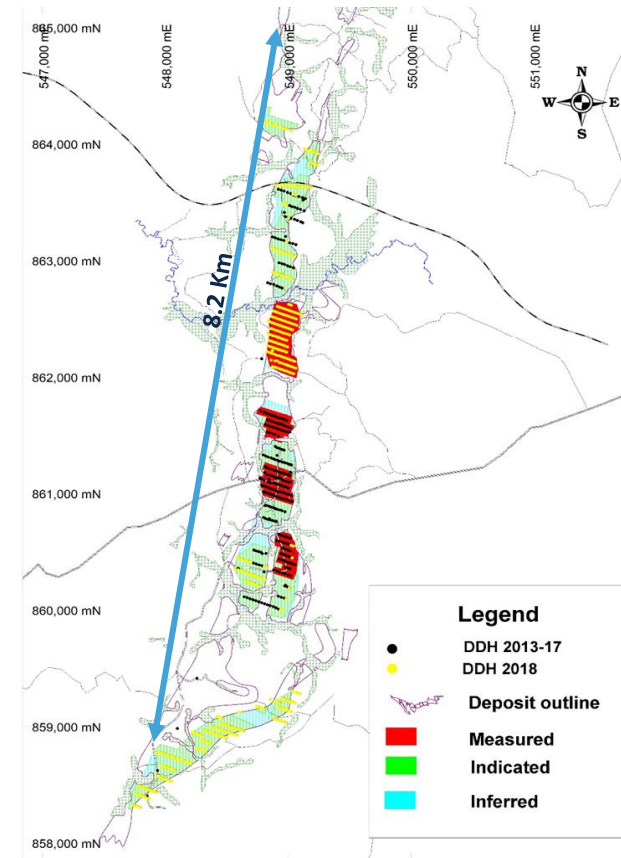 865,000 mN
547,000 mE
548,000 mE
549,000 mE
550,000 mE
551,000 mE
N
W E
S
864,000 mN
863,000 mN
8.2 Km
862,000 mN
861,000 mN
860,000 mN
859,000 mN
858,000 mN
Legend
DDH 2013-17
DDH 2018
Deposit outline
Measured
Indicated
Inferred